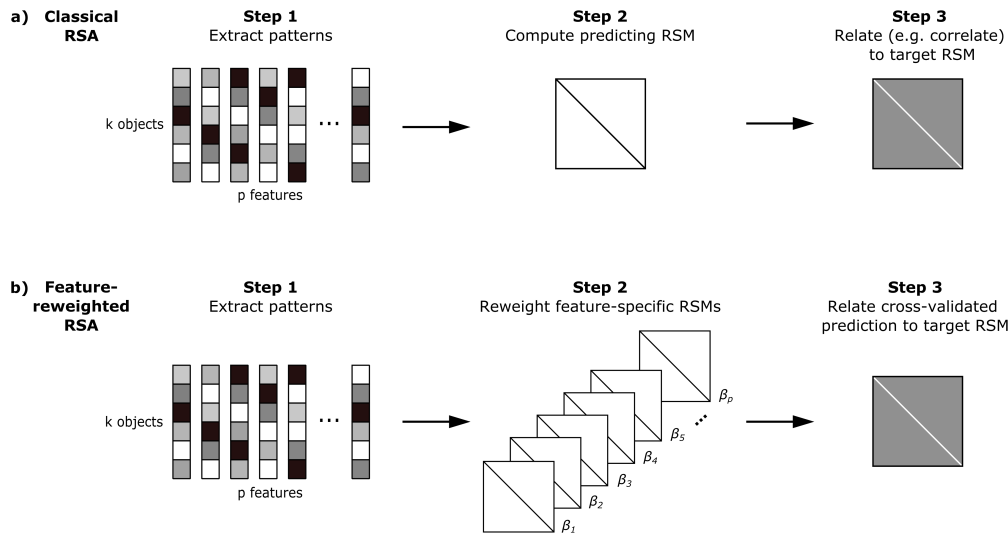 a) Classical
RSA
Step 1
Extract patterns
Step 2
Compute predicting RSM
Step 3
Relate (e.g. correlate)
to target RSM
k objects
...
p features
b) Feature-
reweighted
RSA
Step 1
Extract patterns
Step 2
Reweight feature-specific RSMs
Step 3
Relate cross-validated
prediction to target RSM
k objects
...
p features
βp
...
β5
β4
β3
β2
β1